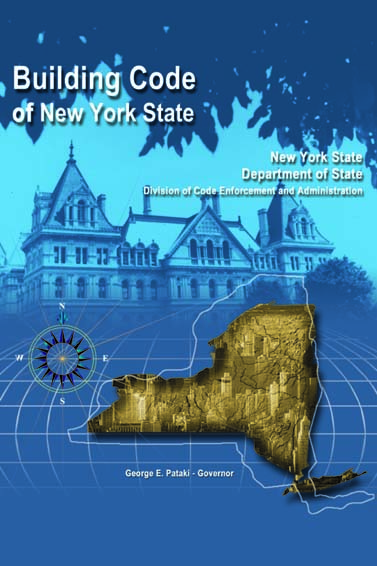 Building Code
of New York State
New York State
Department of State
Division of Code Enforcement and Administration
N
W
E
S
George E. Pataki - Governor